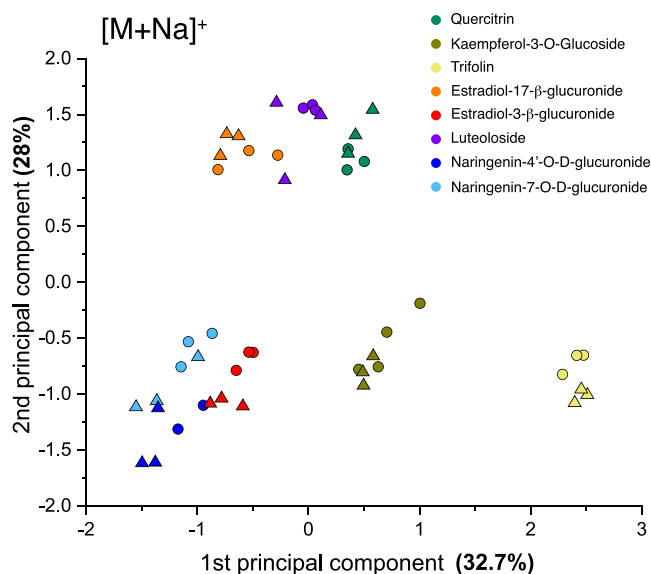 [M+Na]⁺
Quercitrin
Kaempferol-3-O-Glucoside
Trifolin
Estradiol-17-β-glucuronide
Estradiol-3-β-glucuronide
Luteoloside
Naringenin-4’-O-D-glucuronide
Naringenin-7-O-D-glucuronide
2nd principal component (28%)
2.0
1.5
1.0
0.5
0.0
-0.5
-1.0
-1.5
-2.0
-2 -1 0 1 2 3
1st principal component (32.7%)